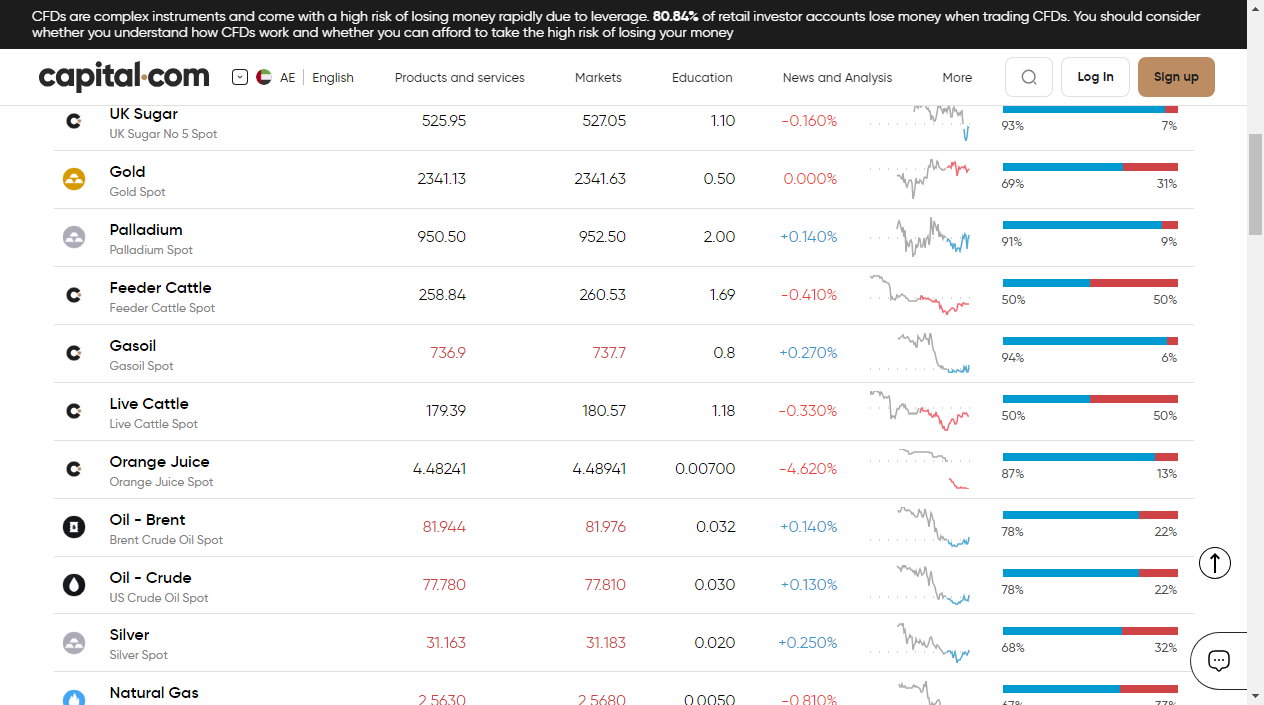 CFDs are complex instruments and come with a high risk of losing money rapidly due to leverage. 80.84% of retail investor accounts lose money when trading CFDs. You should consider
whether you understand how CFDs work and whether you can afford to take the high risk of losing your money
capital.com AE English Products and services Markets Education News and Analysis More Log In Sign up
UK Sugar 525.95 527.05 1.10 -0.160%
UK Sugar No 5 Spot 93% 7%
Gold 2341.13 2341.63 0.50 0.000%
Gold Spot 69% 31%
Palladium 950.50 952.50 2.00 +0.140%
Palladium Spot 91% 9%
Feeder Cattle 258.84 260.53 1.69 -0.410%
Feeder Cattle Spot 50% 50%
Gasoil 736.9 737.7 0.8 +0.270%
Gasoil Spot 94% 6%
Live Cattle 179.39 180.57 1.18 -0.330%
Live Cattle Spot 50% 50%
Orange Juice 4.48241 4.48941 0.00700 -4.620%
Orange Juice Spot 87% 13%
Oil - Brent 81.944 81.976 0.032 +0.140%
Brent Crude Oil Spot 78% 22%
Oil - Crude 77.780 77.810 0.030 +0.130%
US Crude Oil Spot 78% 22%
Silver 31.163 31.183 0.020 +0.250%
Silver Spot 68% 32%
Natural Gas 2.5630 2.5680 0.0050 -0.810%